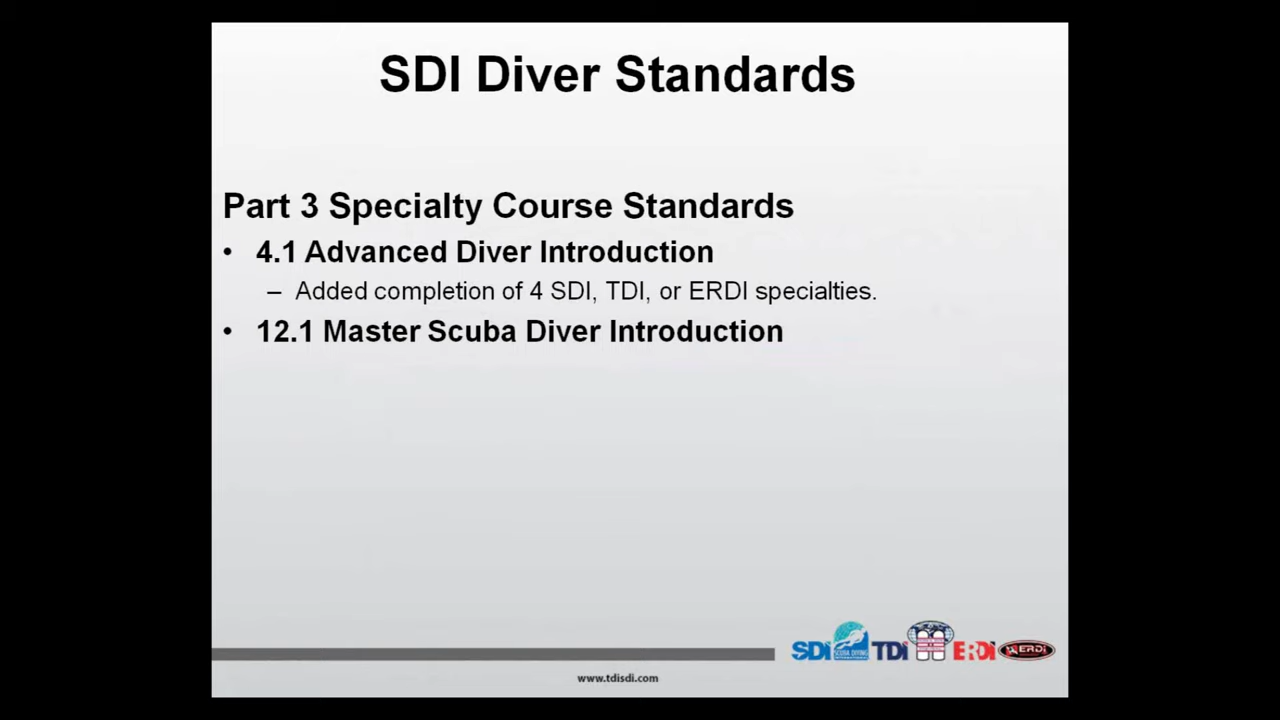 SDI Diver Standards
Part 3 Specialty Course Standards
• 4.1 Advanced Diver Introduction
– Added completion of 4 SDI, TDI, or ERDI specialties.
• 12.1 Master Scuba Diver Introduction
SDI TDI ERDI ERDI
www.tdisdi.com